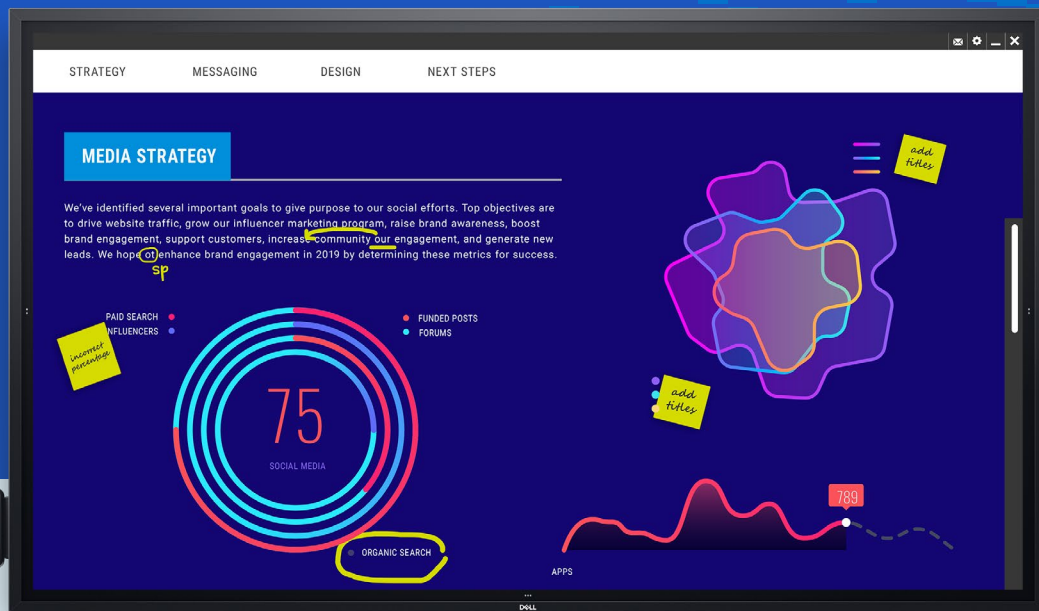 STRATEGY MESSAGING DESIGN NEXT STEPS
MEDIA STRATEGY
We've identified several important goals to give purpose to our social efforts. Top objectives are
to drive website traffic, grow our influencer marketing program, raise brand awareness, boost
brand engagement, support customers, increase community our engagement, and generate new
leads. We hope ot enhance brand engagement in 2019 by determining these metrics for success.
sp
PAID SEARCH
NFLUENCERS
incorrect
percentage
FUNDED POSTS
FORUMS
75
SOCIAL MEDIA
ORGANIC SEARCH
add
titles
add
titles
789
APPS
DELL